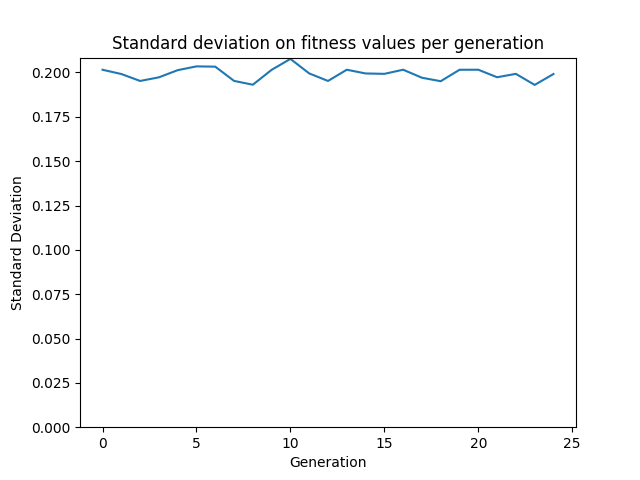 Standard deviation on fitness values per generation
0.200
0.175
0.150
0.125
0.100
0.075
0.050
0.025
0.000
Standard Deviation
0 5 10 15 20 25
Generation